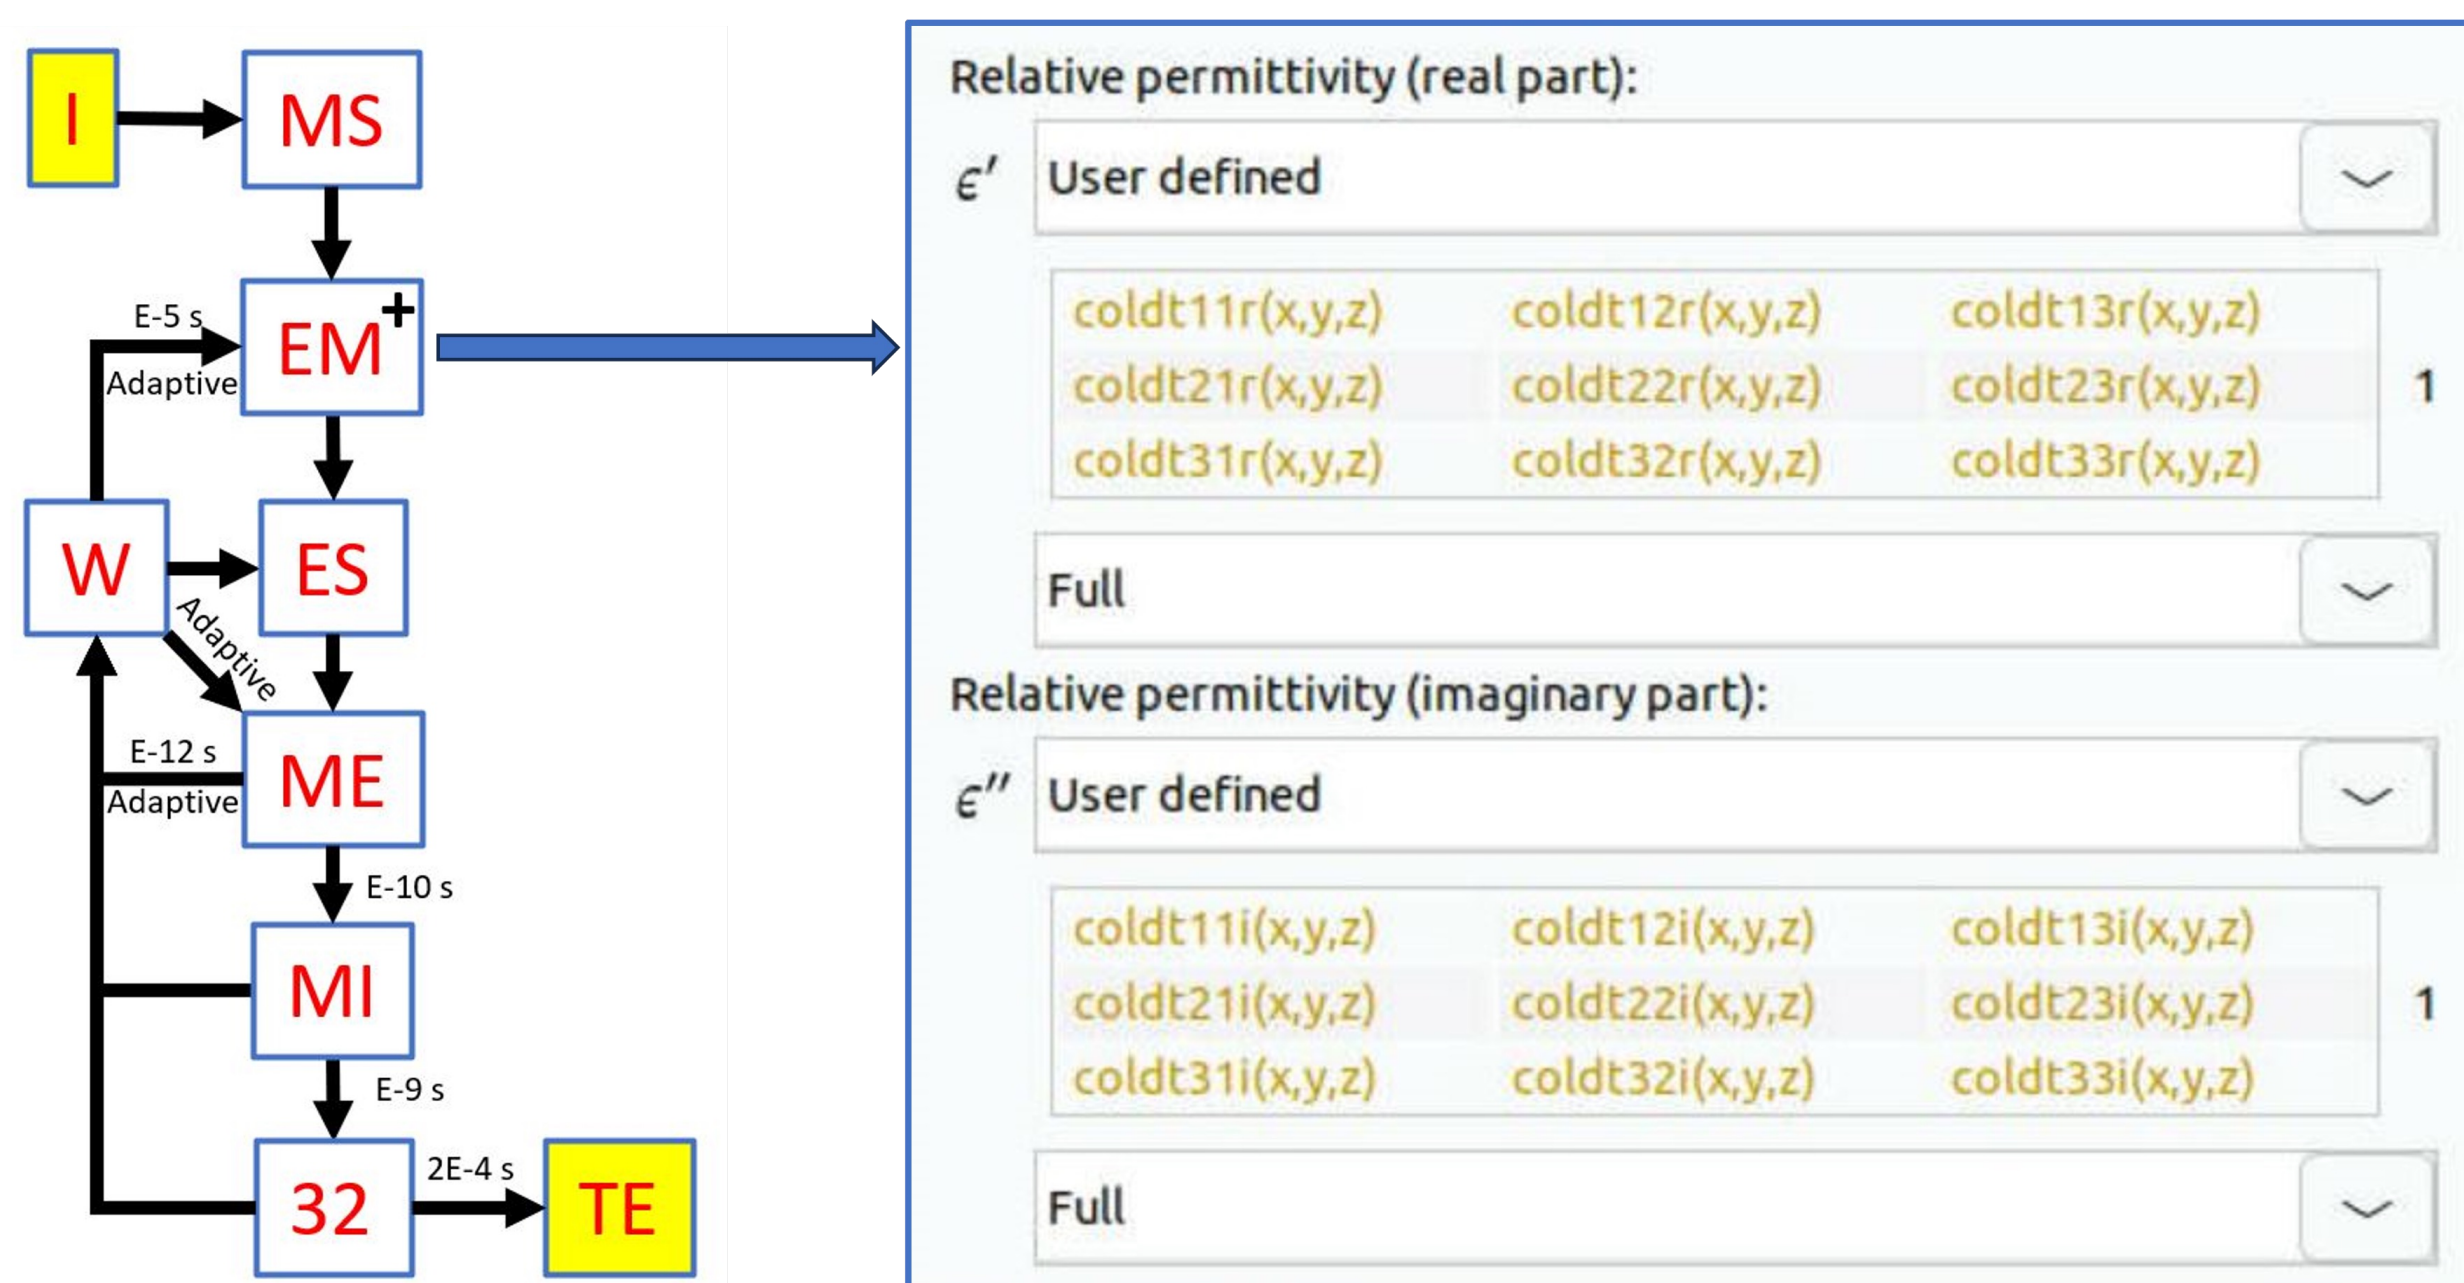 I
MS
E-5 s
EM+
Adaptive
W
ES
Adaptive
E-12 s
ME
Adaptive
E-10 s
MI
E-9 s
32
2E-4 s
TE
Relative permittivity (real part):
ϵ′ User defined
coldt11r(x,y,z) coldt12r(x,y,z) coldt13r(x,y,z)
coldt21r(x,y,z) coldt22r(x,y,z) coldt23r(x,y,z) 1
coldt31r(x,y,z) coldt32r(x,y,z) coldt33r(x,y,z)
Full
Relative permittivity (imaginary part):
ϵ″ User defined
coldt11i(x,y,z) coldt12i(x,y,z) coldt13i(x,y,z)
coldt21i(x,y,z) coldt22i(x,y,z) coldt23i(x,y,z) 1
coldt31i(x,y,z) coldt32i(x,y,z) coldt33i(x,y,z)
Full